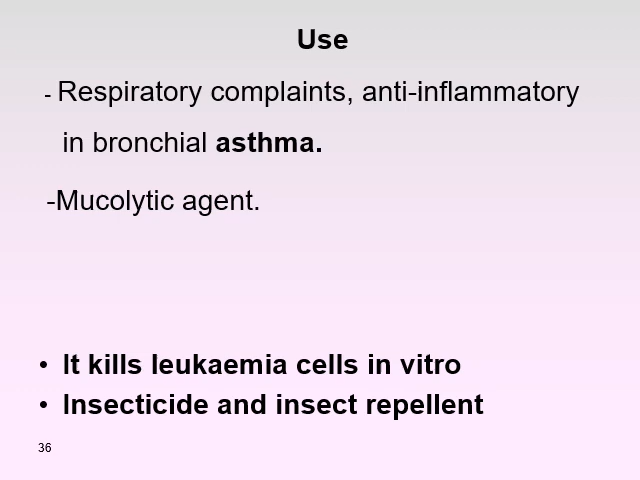 Use
- Respiratory complaints, anti-inflammatory
in bronchial asthma.
-Mucolytic agent.
• It kills leukaemia cells in vitro
• Insecticide and insect repellent
36